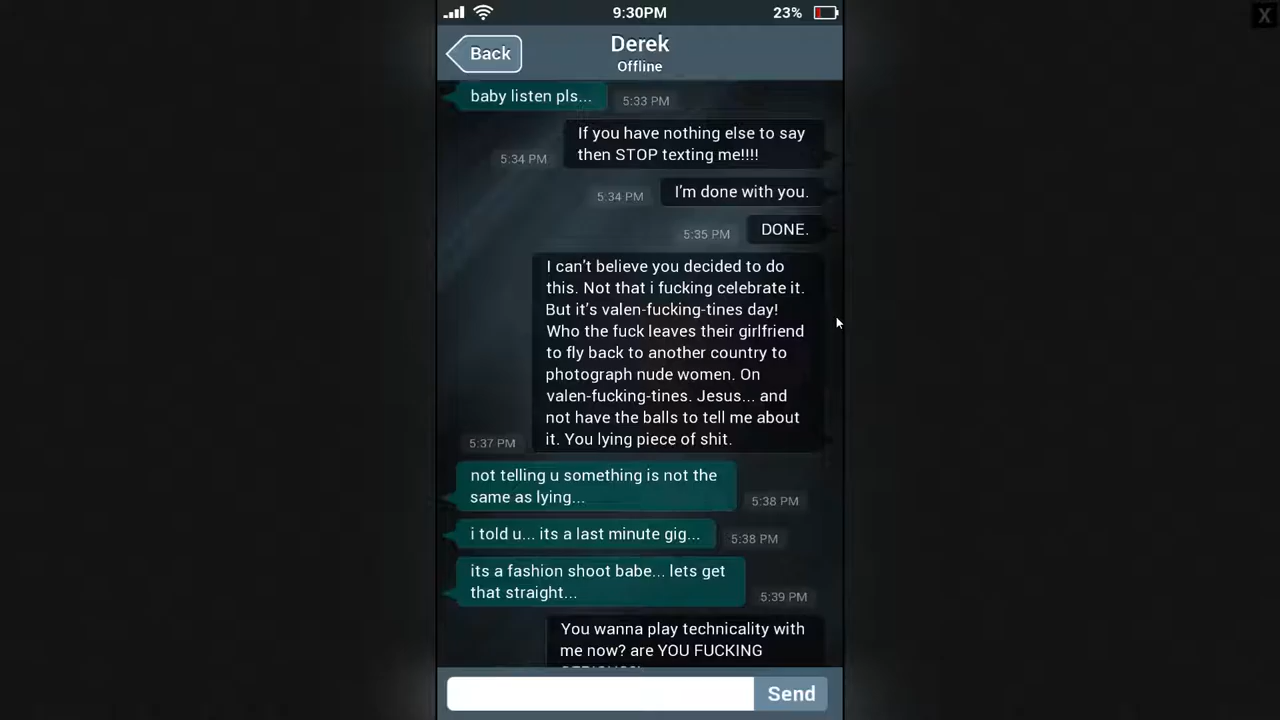 9:30PM
23%
X
Back
Derek
Offline
baby listen pls...
5:33 PM
If you have nothing else to say
then STOP texting me!!!!
5:34 PM
I'm done with you.
5:34 PM
DONE.
5:35 PM
I can't believe you decided to do
this. Not that i fucking celebrate it.
But it's valen-fucking-tines day!
Who the fuck leaves their girlfriend
to fly back to another country to
photograph nude women. On
valen-fucking-tines. Jesus... and
not have the balls to tell me about
it. You lying piece of shit.
5:37 PM
not telling u something is not the
same as lying...
5:38 PM
i told u... its a last minute gig...
5:38 PM
its a fashion shoot babe... lets get
that straight...
5:39 PM
You wanna play technicality with
me now? are YOU FUCKING
Send